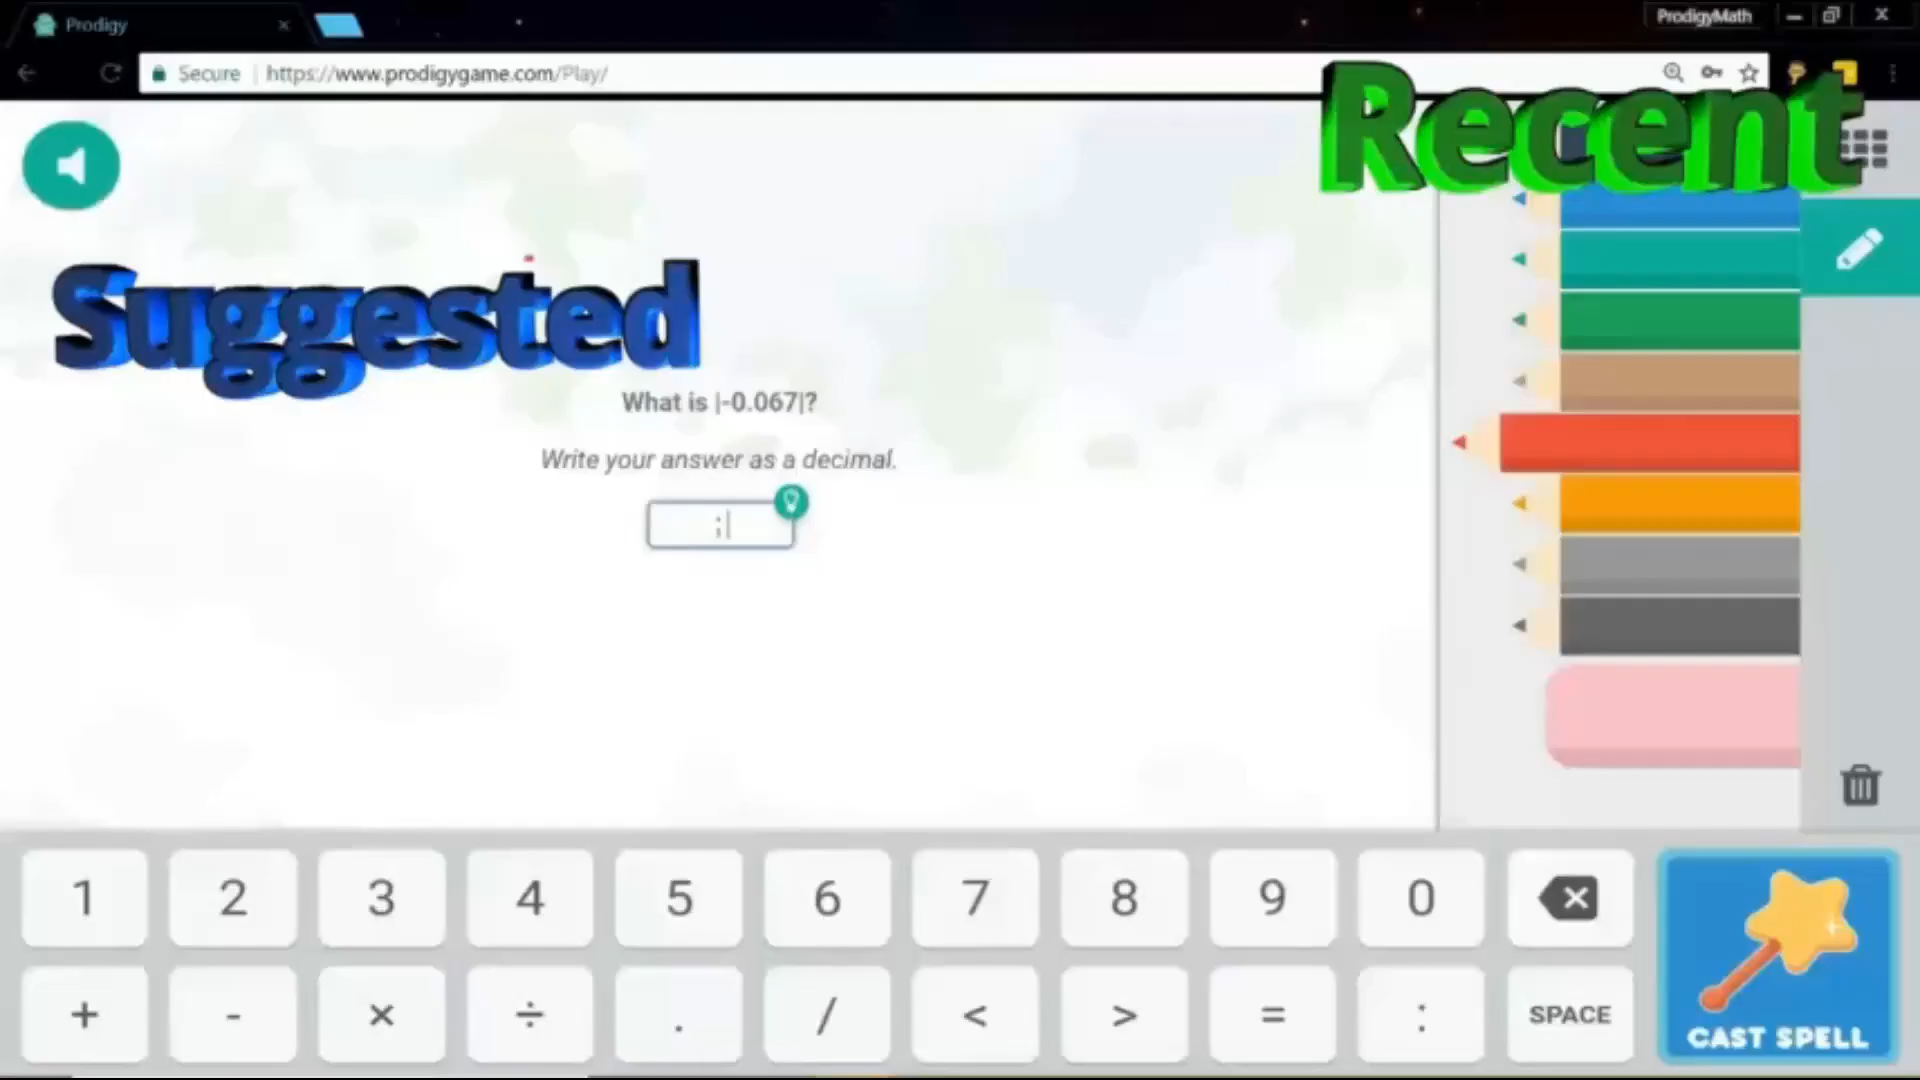 Prodigy
ProdigyMath
Secure
https://www.prodigygame.com/Play/
Recent
Suggested
What is |-0.067|?
Write your answer as a decimal.
;
1 2 3 4 5 6 7 8 9 0
+ - × ÷ . / < > = : SPACE
CAST SPELL